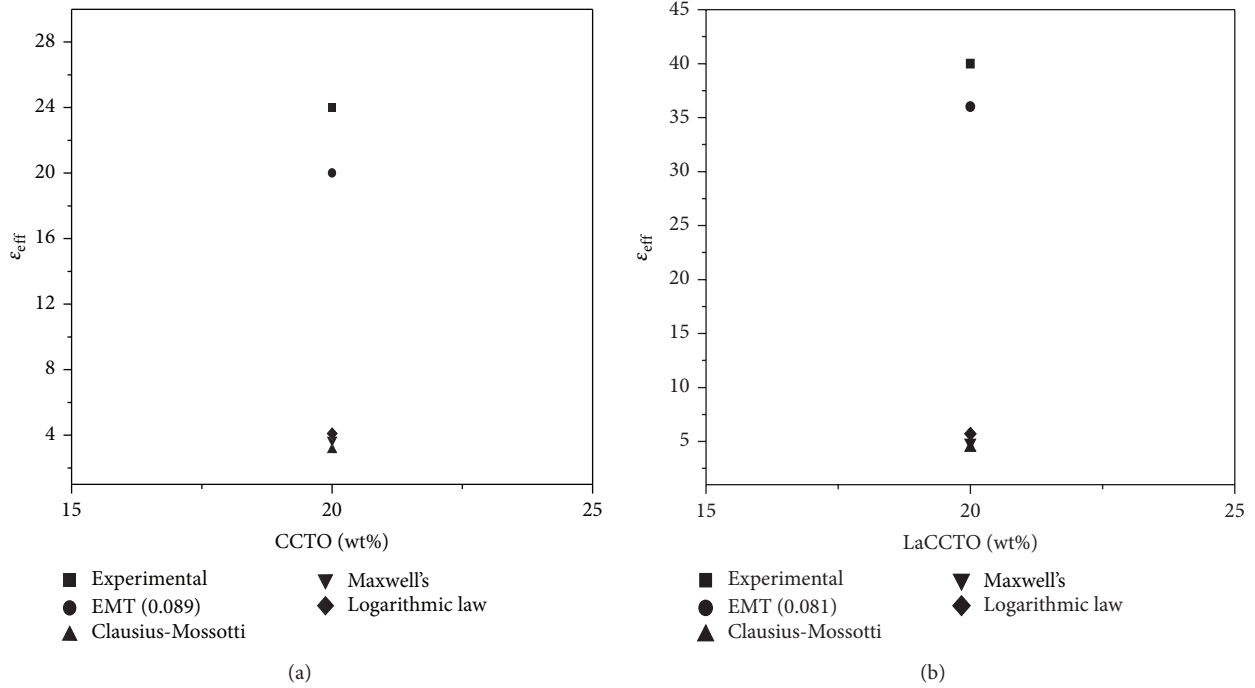 28
24
20
16
12
8
4
ε_eff
15
20
25
CCTO (wt%)
Experimental
EMT (0.089)
Clausius-Mossotti
Maxwell's
Logarithmic law
(a)
45
40
35
30
25
20
15
10
5
ε_eff
15
20
25
LaCCTO (wt%)
Experimental
EMT (0.081)
Clausius-Mossotti
Maxwell's
Logarithmic law
(b)